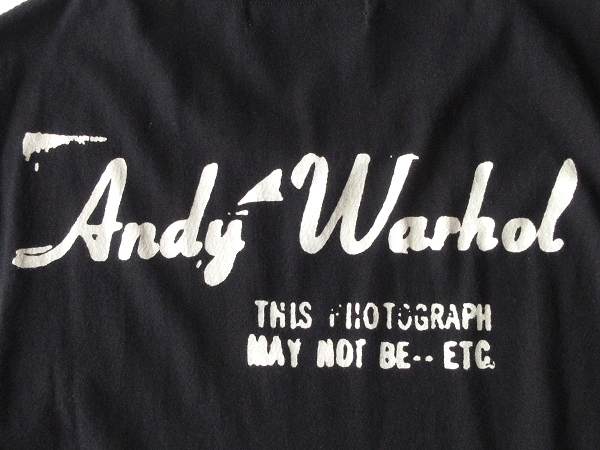 Andy Warhol
THIS PHOTOGRAPH
MAY NOT BE-- ETC.